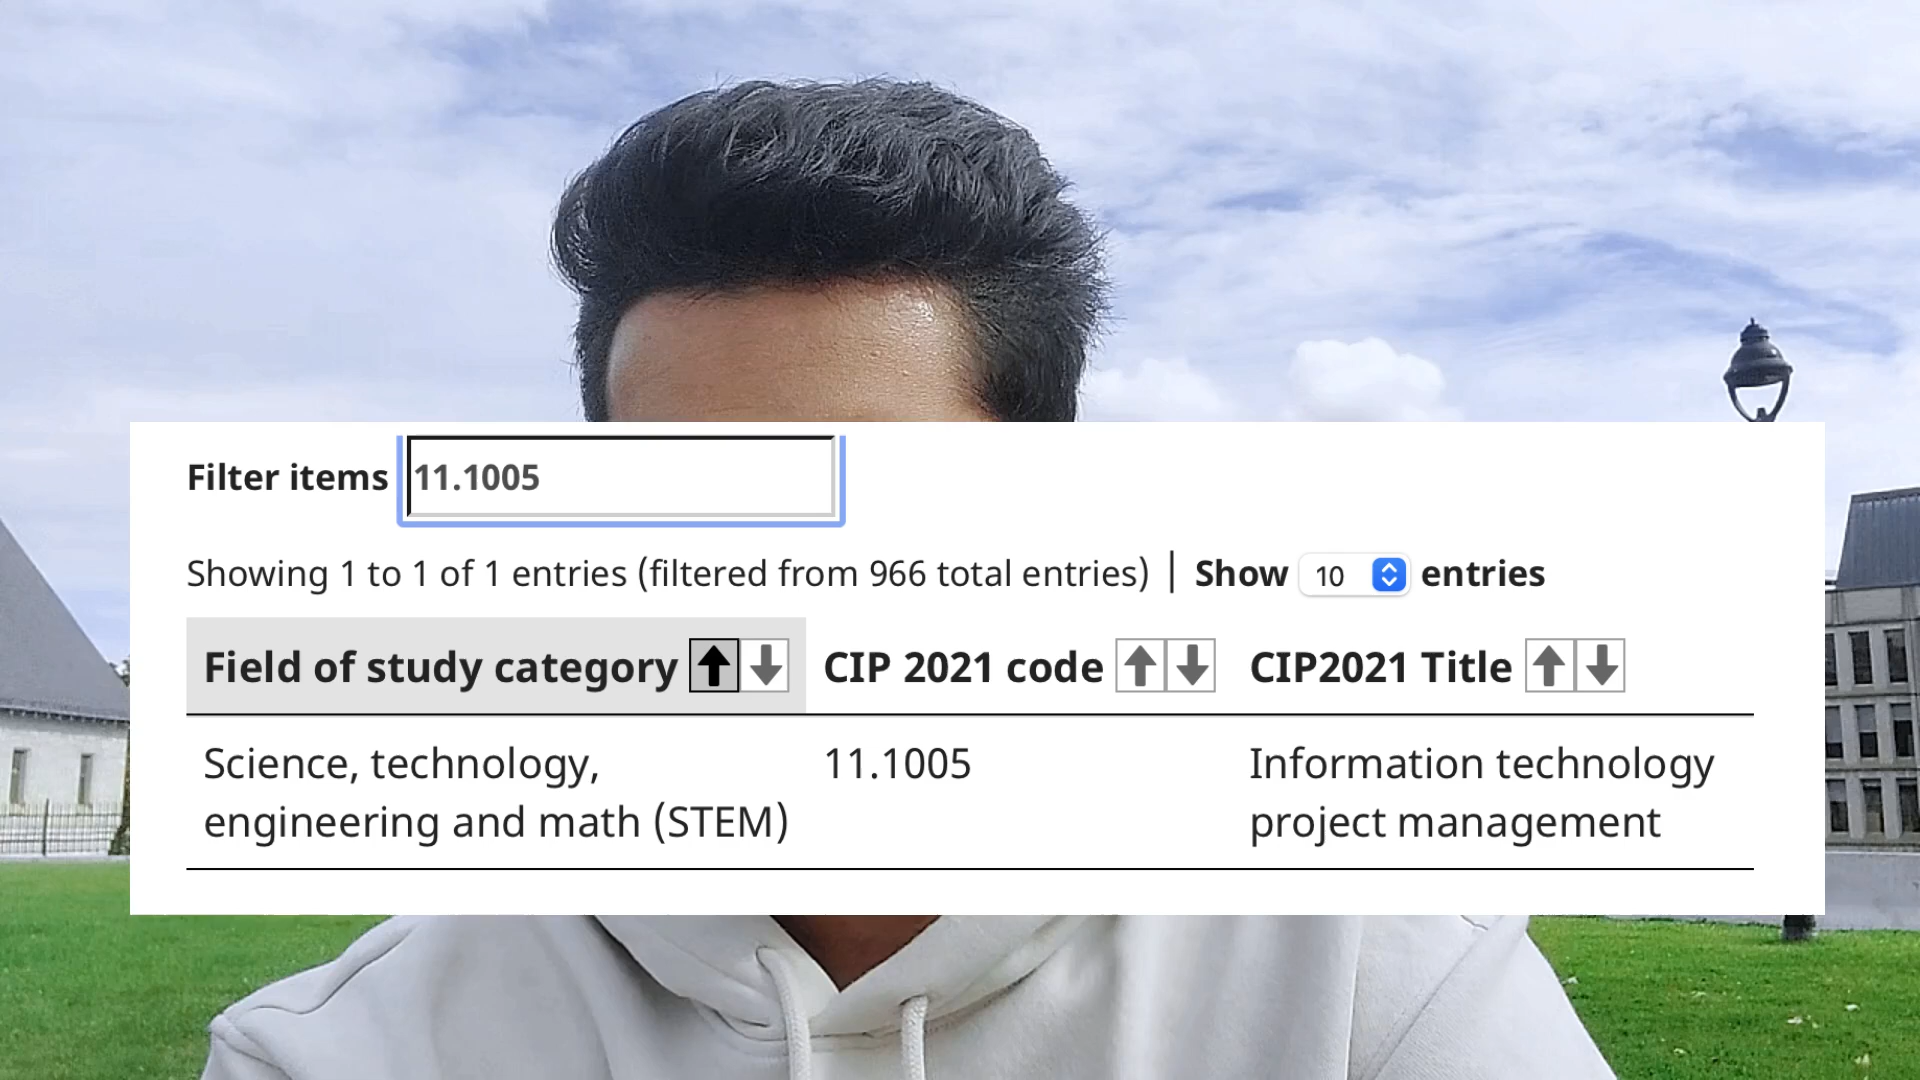 Filter items 11.1005
Showing 1 to 1 of 1 entries (filtered from 966 total entries) | Show 10 entries
Field of study category CIP 2021 code CIP2021 Title
Science, technology, 11.1005 Information technology
engineering and math (STEM) project management